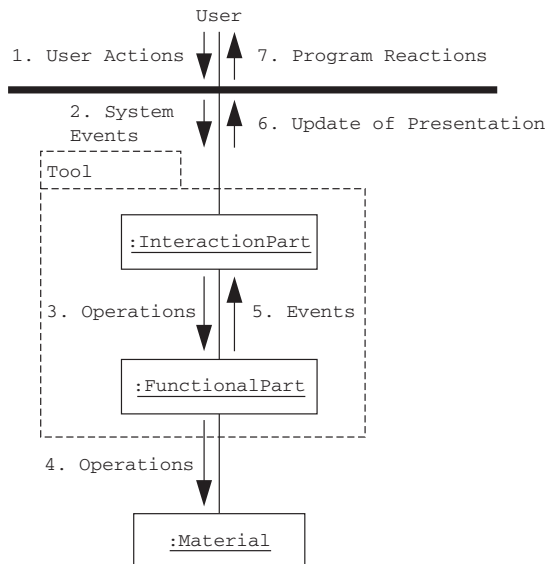 User
1. User Actions
7. Program Reactions
2. System
Events
6. Update of Presentation
Tool
:InteractionPart
3. Operations
5. Events
:FunctionalPart
4. Operations
:Material